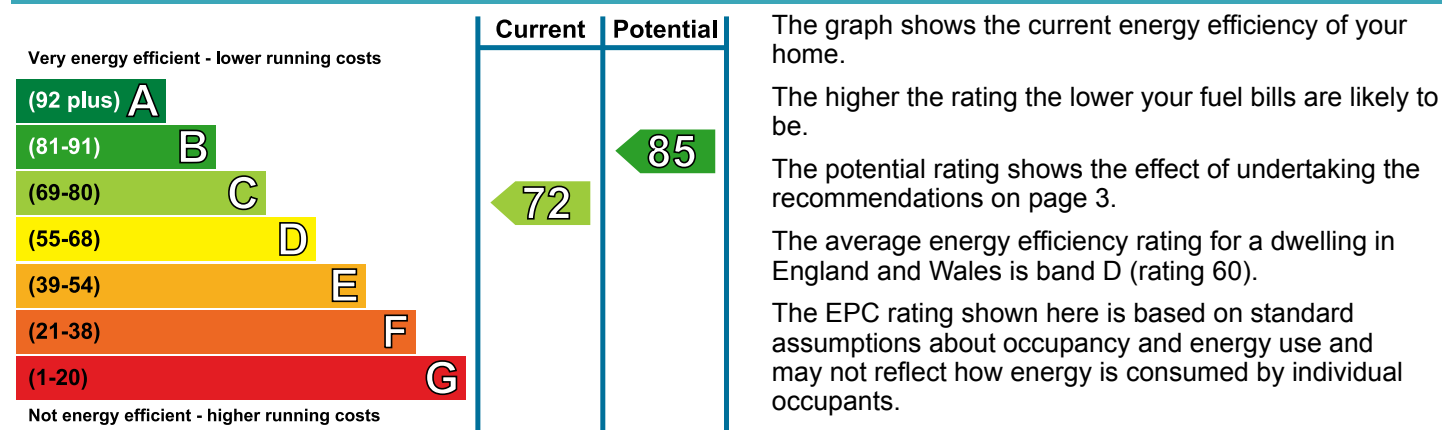 Current Potential
Very energy efficient - lower running costs
(92 plus) A
(81-91) B
85
(69-80) C
72
(55-68) D
(39-54) E
(21-38) F
(1-20) G
Not energy efficient - higher running costs
The graph shows the current energy efficiency of your
home.
The higher the rating the lower your fuel bills are likely to
be.
The potential rating shows the effect of undertaking the
recommendations on page 3.
The average energy efficiency rating for a dwelling in
England and Wales is band D (rating 60).
The EPC rating shown here is based on standard
assumptions about occupancy and energy use and
may not reflect how energy is consumed by individual
occupants.